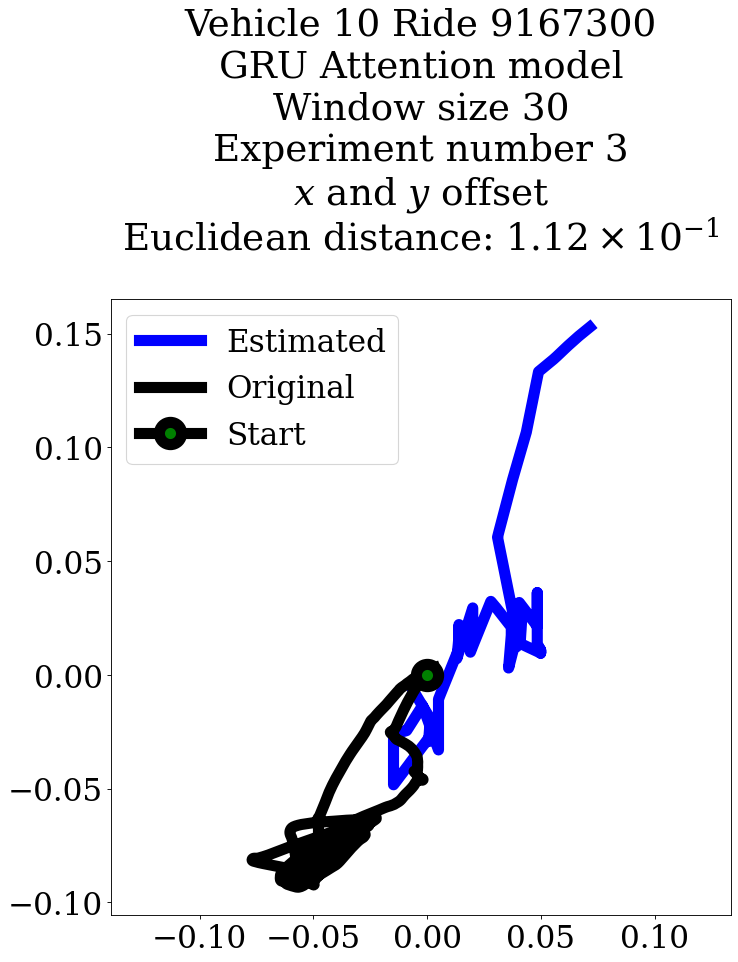 Vehicle 10 Ride 9167300
GRU Attention model
Window size 30
Experiment number 3
x and y offset
Euclidean distance: 1.12 × 10⁻¹
Estimated
Original
Start
0.15
0.10
0.05
0.00
−0.05
−0.10
−0.10 −0.05 0.00 0.05 0.10